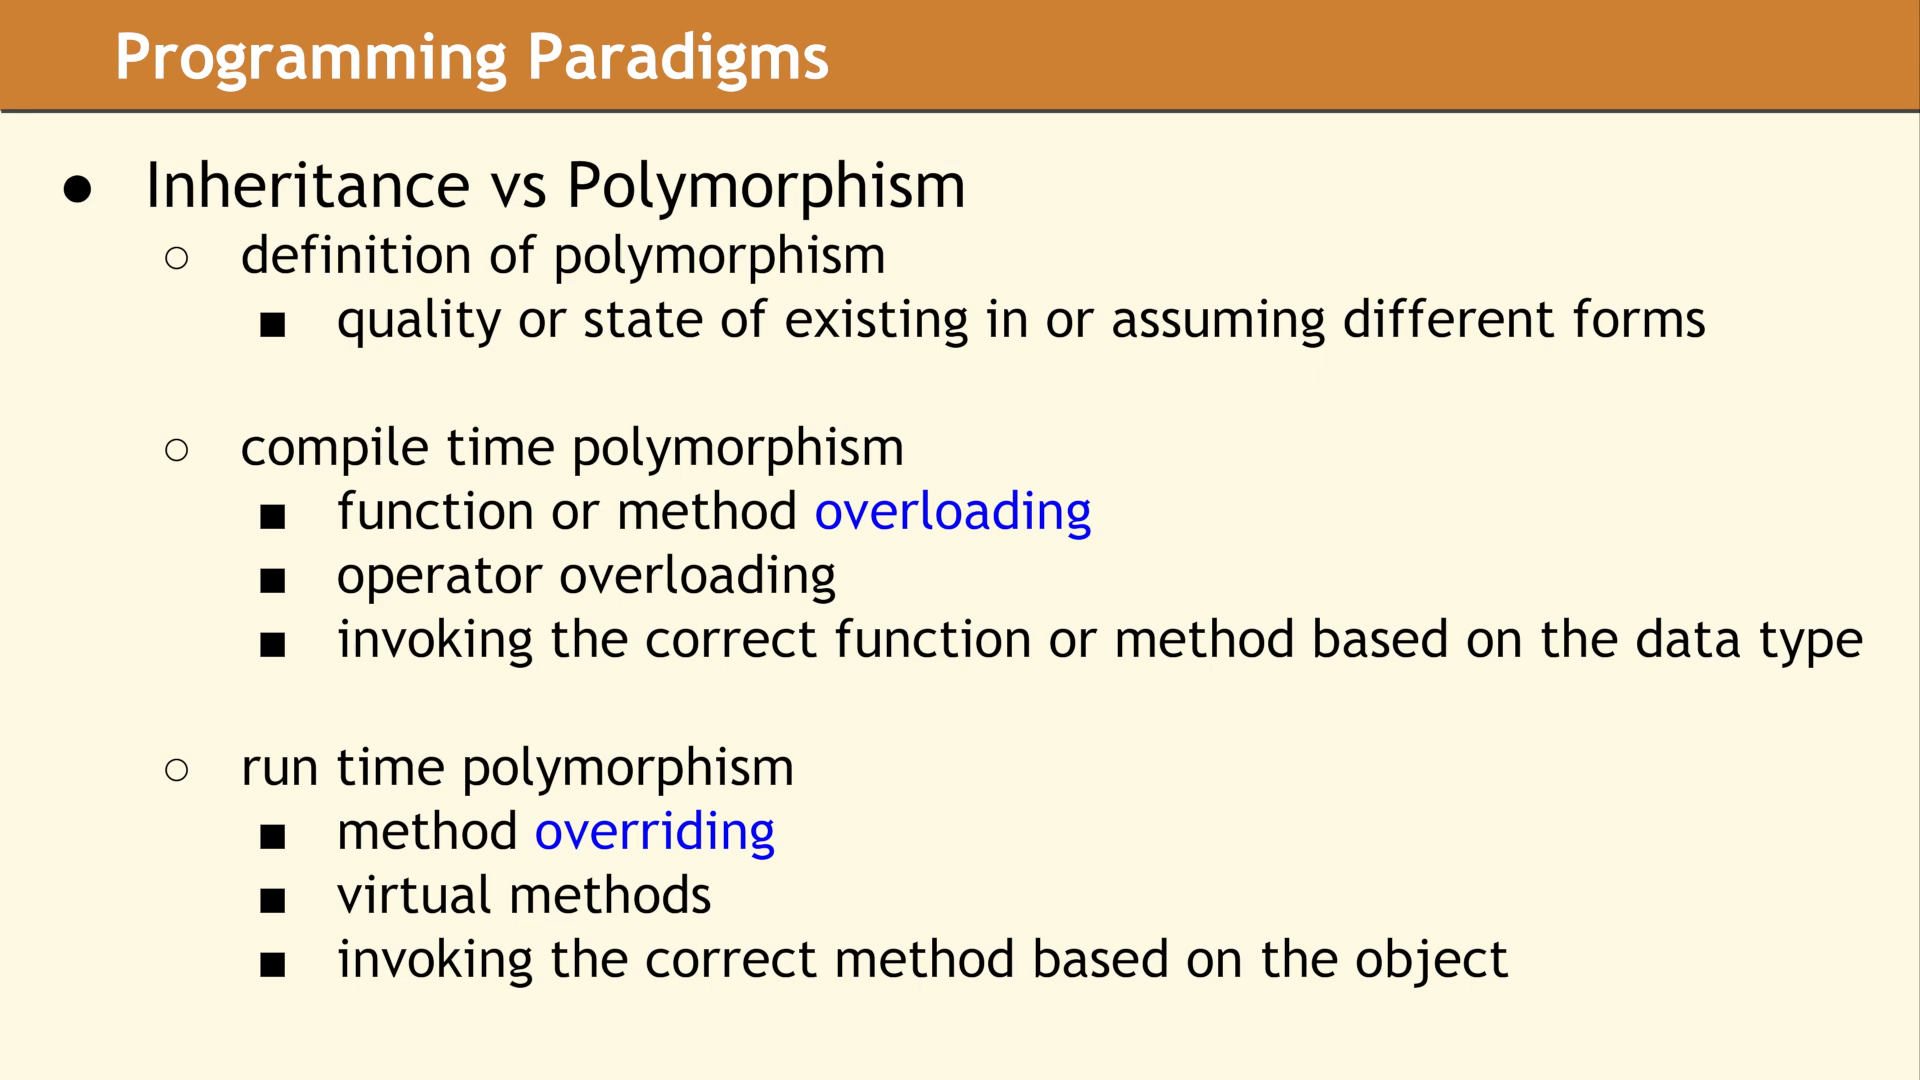 Programming Paradigms
● Inheritance vs Polymorphism
○ definition of polymorphism
■ quality or state of existing in or assuming different forms
○ compile time polymorphism
■ function or method overloading
■ operator overloading
■ invoking the correct function or method based on the data type
○ run time polymorphism
■ method overriding
■ virtual methods
■ invoking the correct method based on the object